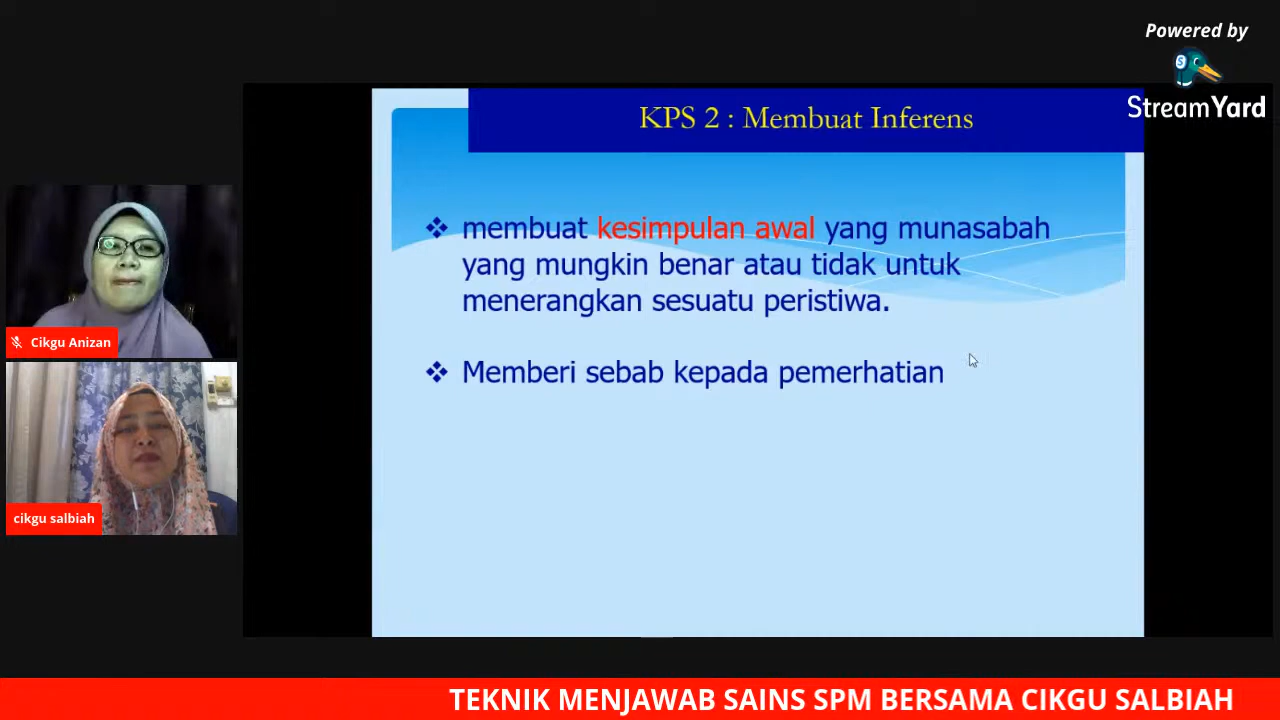 Powered by
StreamYard
KPS 2 : Membuat Inferens
❖ membuat kesimpulan awal yang munasabah
yang mungkin benar atau tidak untuk
menerangkan sesuatu peristiwa.
❖ Memberi sebab kepada pemerhatian
Cikgu Anizan
cikgu salbiah
TEKNIK MENJAWAB SAINS SPM BERSAMA CIKGU SALBIAH